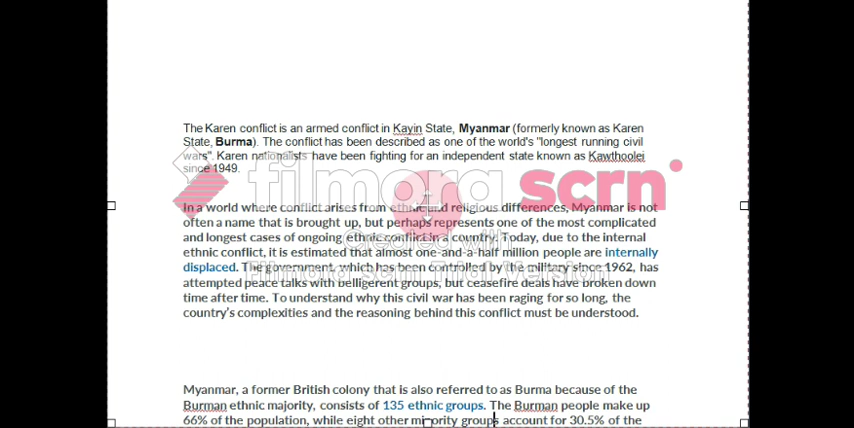 The Karen conflict is an armed conflict in Kayin State, Myanmar (formerly known as Karen
State, Burma). The conflict has been described as one of the world's "longest running civil
wars". Karen nationalists have been fighting for an independent state known as Kawthoolei
since 1949.
filmora scrn
In a world where conflict arises from ethnic and religious differences, Myanmar is not
often a name that is brought up, but perhaps represents one of the most complicated
and longest cases of ongoing ethnic conflict in a country. Today, due to the internal
Created with
ethnic conflict, it is estimated that almost one-and-a-half million people are internally
displaced. The government, which has been controlled by the military since 1962, has
Filmora scrn Trial Version
attempted peace talks with belligerent groups, but ceasefire deals have broken down
time after time. To understand why this civil war has been raging for so long, the
country's complexities and the reasoning behind this conflict must be understood.
Myanmar, a former British colony that is also referred to as Burma because of the
Burman ethnic majority, consists of 135 ethnic groups. The Burman people make up
66% of the population, while eight other minority groups account for 30.5% of the